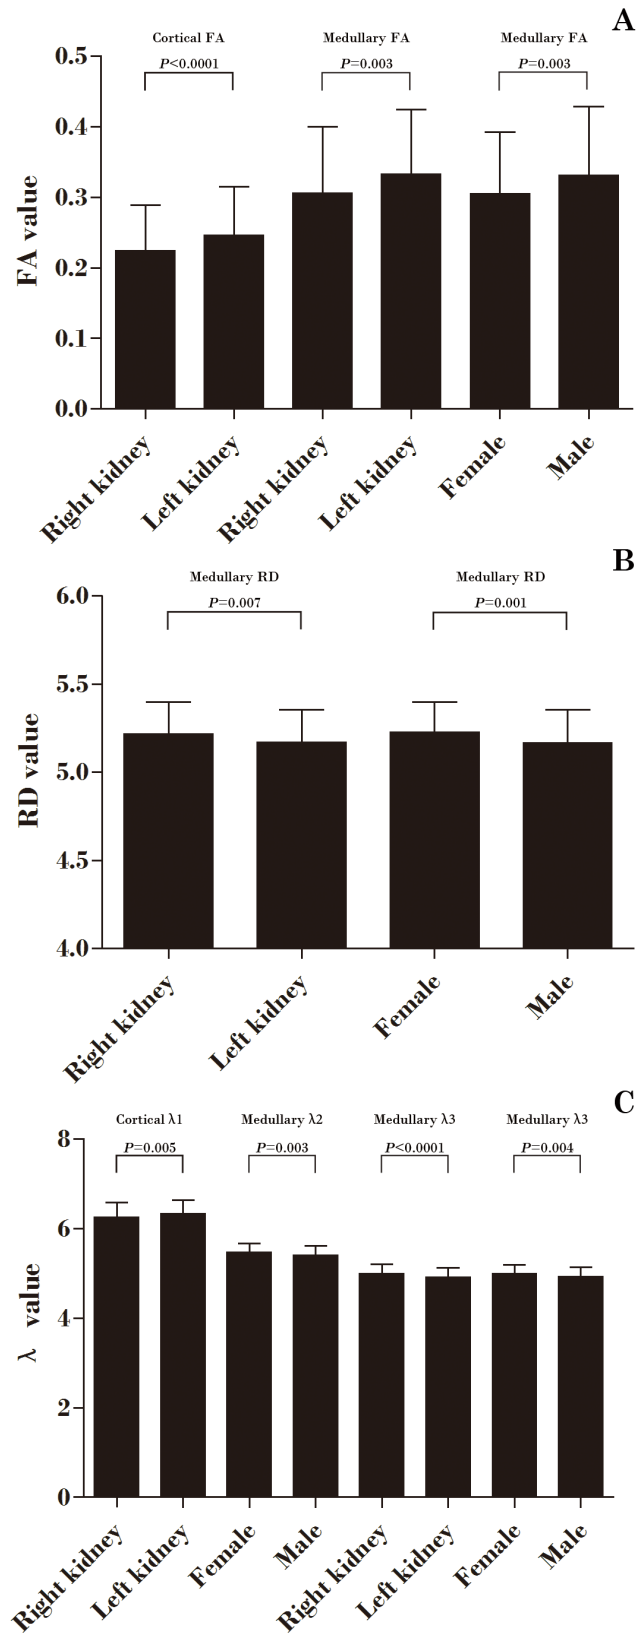 A
Cortical FA
Medullary FA
Medullary FA
P<0.0001
P=0.003
P=0.003
0.5
0.4
0.3
0.2
0.1
0.0
FA value
Right kidney
Left kidney
Right kidney
Left kidney
Female
Male
B
Medullary RD
Medullary RD
P=0.007
P=0.001
6.0
5.5
5.0
4.5
4.0
RD value
Right kidney
Left kidney
Female
Male
C
Cortical λ1
Medullary λ2
Medullary λ3
Medullary λ3
P=0.005
P=0.003
P<0.0001
P=0.004
8
6
4
2
0
λ value
Right kidney
Left kidney
Female
Male
Right kidney
Left kidney
Female
Male